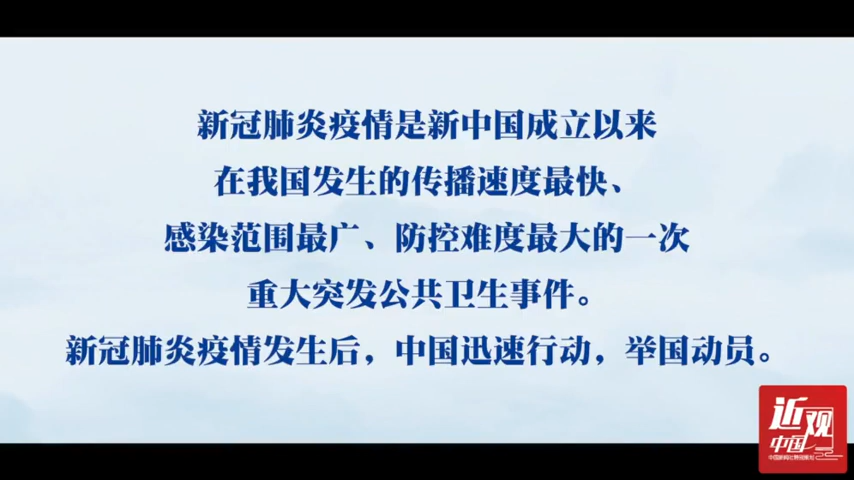 新冠肺炎疫情是新中国成立以来
在我国发生的传播速度最快、
感染范围最广、防控难度最大的一次
重大突发公共卫生事件。
新冠肺炎疫情发生后，中国迅速行动，举国动员。
近观
中国